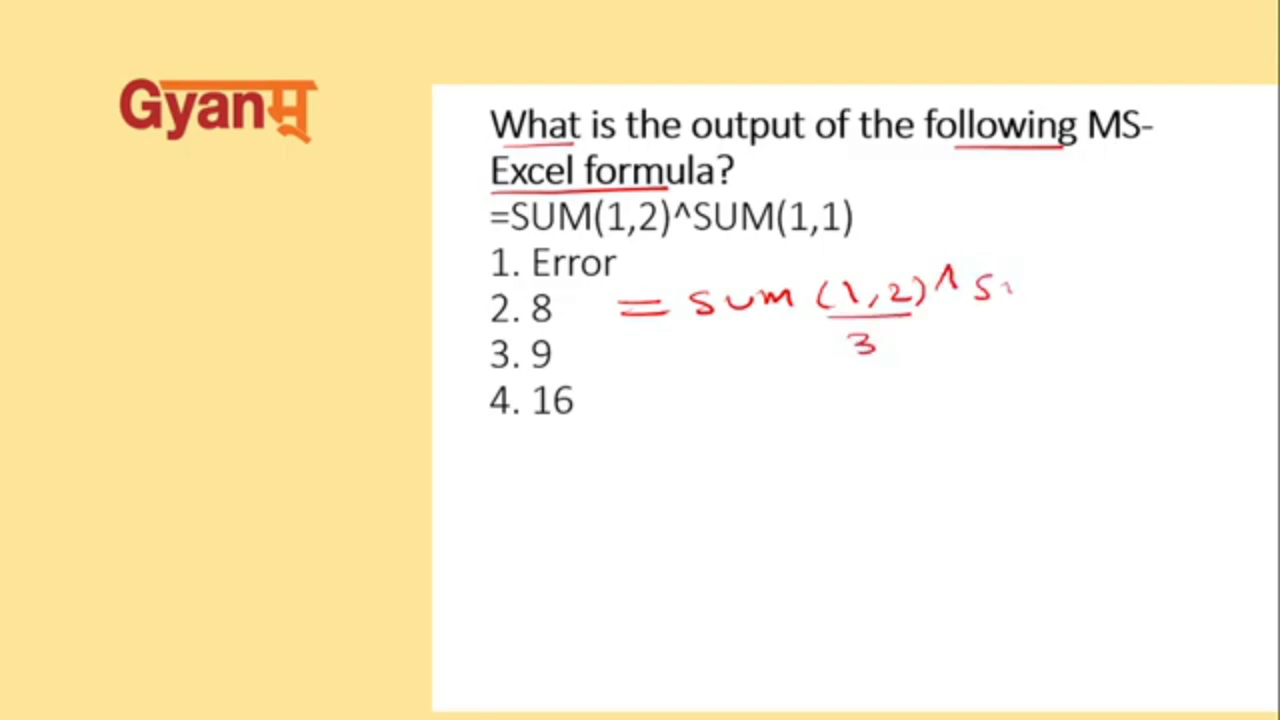 Gyanम्
What is the output of the following MS-
Excel formula?
=SUM(1,2)^SUM(1,1)
1. Error
2. 8
= sum (1,2)^ s
3
3. 9
4. 16